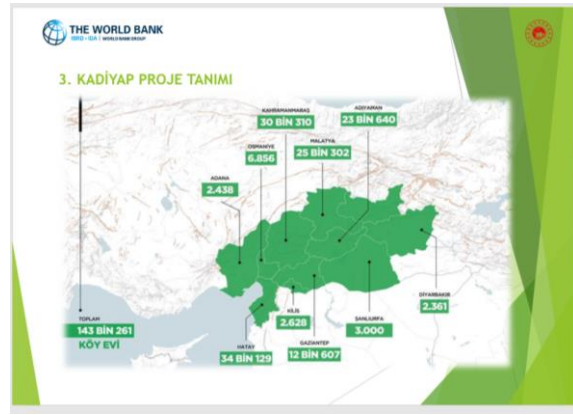 THE WORLD BANK
IBRD • IDA | WORLD BANK GROUP
3. KADİYAP PROJE TANIMI
KAHRAMANMARAŞ
30 BİN 310
ADIYAMAN
23 BİN 640
OSMANİYE
6.856
MALATYA
25 BİN 302
ADANA
2.438
DİYARBAKIR
2.361
TOPLAM
143 BİN 261
KÖY EVİ
HATAY
34 BİN 129
KİLİS
2.628
GAZİANTEP
12 BİN 607
ŞANLIURFA
3.000